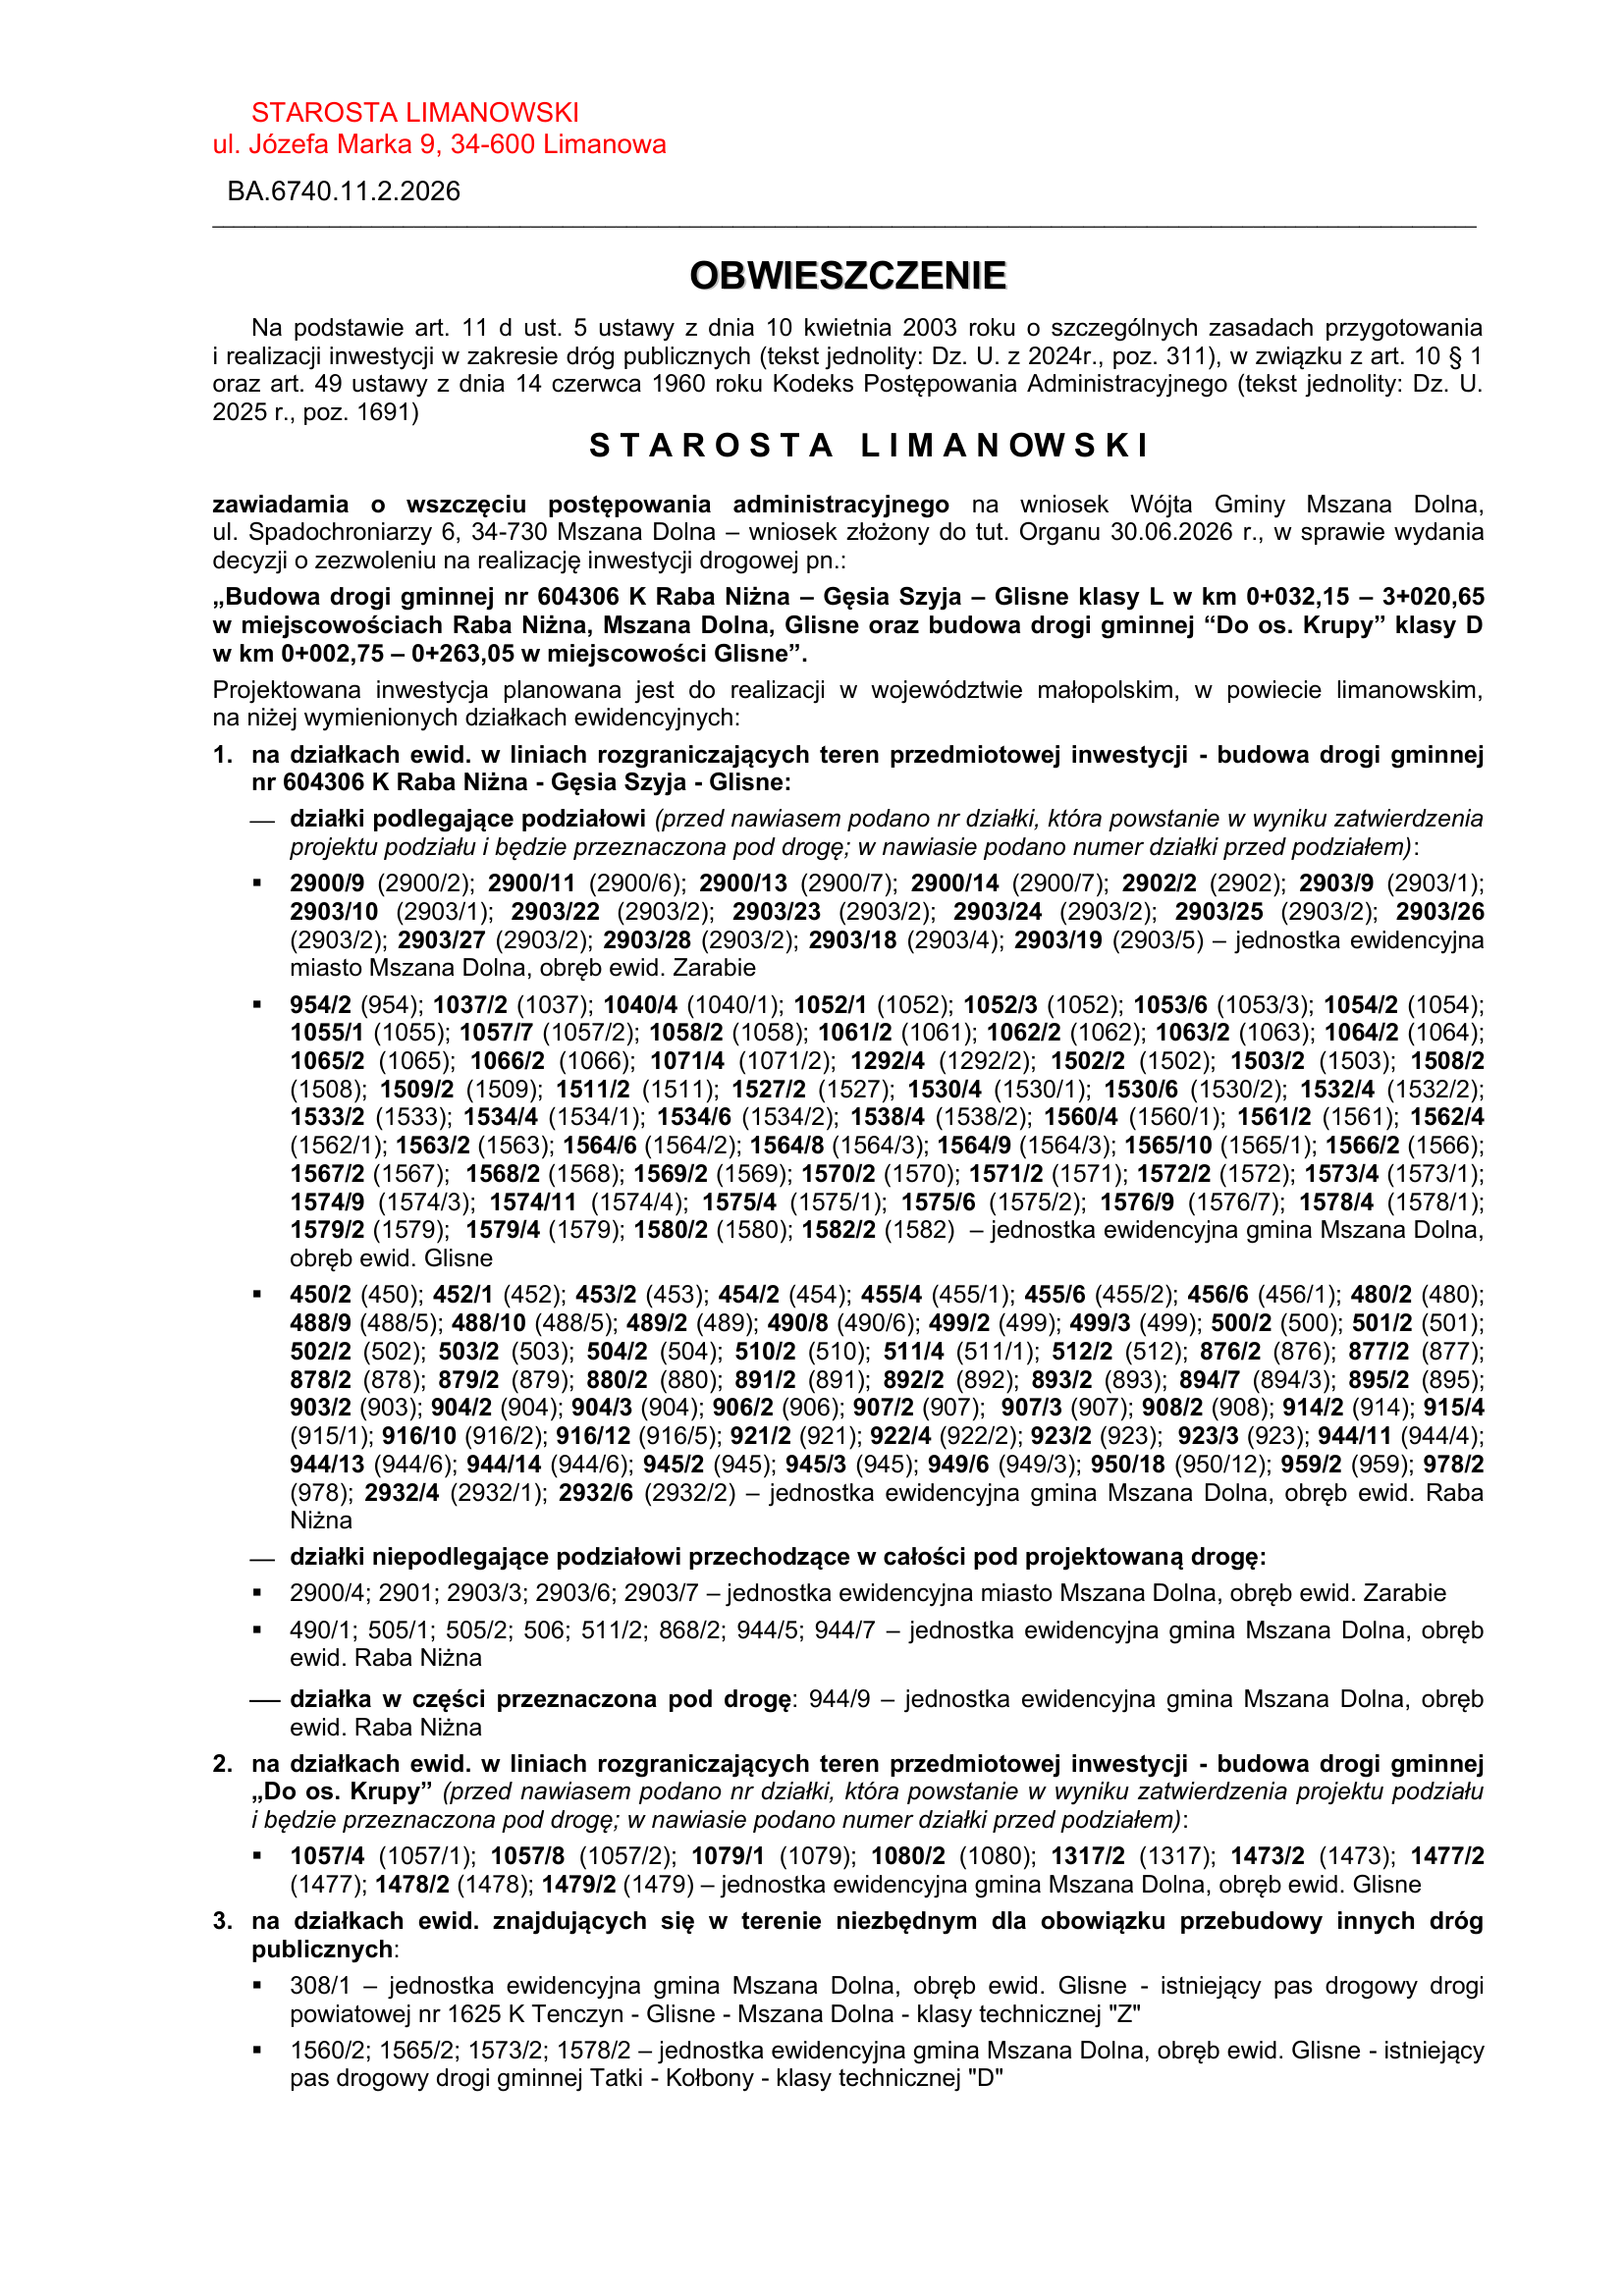 STAROSTA LIMANOWSKI
ul. Józefa Marka 9, 34-600 Limanowa
BA.6740.11.2.2026
OBWIESZCZENIE
Na podstawie art. 11 d ust. 5 ustawy z dnia 10 kwietnia 2003 roku o szczególnych zasadach przygotowania
i realizacji inwestycji w zakresie dróg publicznych (tekst jednolity: Dz. U. z 2024r., poz. 311), w związku z art. 10 § 1
oraz art. 49 ustawy z dnia 14 czerwca 1960 roku Kodeks Postępowania Administracyjnego (tekst jednolity: Dz. U.
2025 r., poz. 1691)
S T A R O S T A L I M A N O W S K I
zawiadamia o wszczęciu postępowania administracyjnego na wniosek Wójta Gminy Mszana Dolna,
ul. Spadochroniarzy 6, 34-730 Mszana Dolna – wniosek złożony do tut. Organu 30.06.2026 r., w sprawie wydania
decyzji o zezwoleniu na realizację inwestycji drogowej pn.:
„Budowa drogi gminnej nr 604306 K Raba Niżna – Gęsia Szyja – Glisne klasy L w km 0+032,15 – 3+020,65
w miejscowościach Raba Niżna, Mszana Dolna, Glisne oraz budowa drogi gminnej “Do os. Krupy” klasy D
w km 0+002,75 – 0+263,05 w miejscowości Glisne”.
Projektowana inwestycja planowana jest do realizacji w województwie małopolskim, w powiecie limanowskim,
na niżej wymienionych działkach ewidencyjnych:
1. na działkach ewid. w liniach rozgraniczających teren przedmiotowej inwestycji - budowa drogi gminnej
nr 604306 K Raba Niżna - Gęsia Szyja - Glisne:
— działki podlegające podziałowi (przed nawiasem podano nr działki, która powstanie w wyniku zatwierdzenia
projektu podziału i będzie przeznaczona pod drogę; w nawiasie podano numer działki przed podziałem):
▪ 2900/9 (2900/2); 2900/11 (2900/6); 2900/13 (2900/7); 2900/14 (2900/7); 2902/2 (2902); 2903/9 (2903/1);
2903/10 (2903/1); 2903/22 (2903/2); 2903/23 (2903/2); 2903/24 (2903/2); 2903/25 (2903/2); 2903/26
(2903/2); 2903/27 (2903/2); 2903/28 (2903/2); 2903/18 (2903/4); 2903/19 (2903/5) – jednostka ewidencyjna
miasto Mszana Dolna, obręb ewid. Zarabie
▪ 954/2 (954); 1037/2 (1037); 1040/4 (1040/1); 1052/1 (1052); 1052/3 (1052); 1053/6 (1053/3); 1054/2 (1054);
1055/1 (1055); 1057/7 (1057/2); 1058/2 (1058); 1061/2 (1061); 1062/2 (1062); 1063/2 (1063); 1064/2 (1064);
1065/2 (1065); 1066/2 (1066); 1071/4 (1071/2); 1292/4 (1292/2); 1502/2 (1502); 1503/2 (1503); 1508/2
(1508); 1509/2 (1509); 1511/2 (1511); 1527/2 (1527); 1530/4 (1530/1); 1530/6 (1530/2); 1532/4 (1532/2);
1533/2 (1533); 1534/4 (1534/1); 1534/6 (1534/2); 1538/4 (1538/2); 1560/4 (1560/1); 1561/2 (1561); 1562/4
(1562/1); 1563/2 (1563); 1564/6 (1564/2); 1564/8 (1564/3); 1564/9 (1564/3); 1565/10 (1565/1); 1566/2 (1566);
1567/2 (1567); 1568/2 (1568); 1569/2 (1569); 1570/2 (1570); 1571/2 (1571); 1572/2 (1572); 1573/4 (1573/1);
1574/9 (1574/3); 1574/11 (1574/4); 1575/4 (1575/1); 1575/6 (1575/2); 1576/9 (1576/7); 1578/4 (1578/1);
1579/2 (1579); 1579/4 (1579); 1580/2 (1580); 1582/2 (1582) – jednostka ewidencyjna gmina Mszana Dolna,
obręb ewid. Glisne
▪ 450/2 (450); 452/1 (452); 453/2 (453); 454/2 (454); 455/4 (455/1); 455/6 (455/2); 456/6 (456/1); 480/2 (480);
488/9 (488/5); 488/10 (488/5); 489/2 (489); 490/8 (490/6); 499/2 (499); 499/3 (499); 500/2 (500); 501/2 (501);
502/2 (502); 503/2 (503); 504/2 (504); 510/2 (510); 511/4 (511/1); 512/2 (512); 876/2 (876); 877/2 (877);
878/2 (878); 879/2 (879); 880/2 (880); 891/2 (891); 892/2 (892); 893/2 (893); 894/7 (894/3); 895/2 (895);
903/2 (903); 904/2 (904); 904/3 (904); 906/2 (906); 907/2 (907); 907/3 (907); 908/2 (908); 914/2 (914); 915/4
(915/1); 916/10 (916/2); 916/12 (916/5); 921/2 (921); 922/4 (922/2); 923/2 (923); 923/3 (923); 944/11 (944/4);
944/13 (944/6); 944/14 (944/6); 945/2 (945); 945/3 (945); 949/6 (949/3); 950/18 (950/12); 959/2 (959); 978/2
(978); 2932/4 (2932/1); 2932/6 (2932/2) – jednostka ewidencyjna gmina Mszana Dolna, obręb ewid. Raba
Niżna
— działki niepodlegające podziałowi przechodzące w całości pod projektowaną drogę:
▪ 2900/4; 2901; 2903/3; 2903/6; 2903/7 – jednostka ewidencyjna miasto Mszana Dolna, obręb ewid. Zarabie
▪ 490/1; 505/1; 505/2; 506; 511/2; 868/2; 944/5; 944/7 – jednostka ewidencyjna gmina Mszana Dolna, obręb
ewid. Raba Niżna
— działka w części przeznaczona pod drogę: 944/9 – jednostka ewidencyjna gmina Mszana Dolna, obręb
ewid. Raba Niżna
2. na działkach ewid. w liniach rozgraniczających teren przedmiotowej inwestycji - budowa drogi gminnej
„Do os. Krupy” (przed nawiasem podano nr działki, która powstanie w wyniku zatwierdzenia projektu podziału
i będzie przeznaczona pod drogę; w nawiasie podano numer działki przed podziałem):
▪ 1057/4 (1057/1); 1057/8 (1057/2); 1079/1 (1079); 1080/2 (1080); 1317/2 (1317); 1473/2 (1473); 1477/2
(1477); 1478/2 (1478); 1479/2 (1479) – jednostka ewidencyjna gmina Mszana Dolna, obręb ewid. Glisne
3. na działkach ewid. znajdujących się w terenie niezbędnym dla obowiązku przebudowy innych dróg
publicznych:
▪ 308/1 – jednostka ewidencyjna gmina Mszana Dolna, obręb ewid. Glisne - istniejący pas drogowy drogi
powiatowej nr 1625 K Tenczyn - Glisne - Mszana Dolna - klasy technicznej "Z"
▪ 1560/2; 1565/2; 1573/2; 1578/2 – jednostka ewidencyjna gmina Mszana Dolna, obręb ewid. Glisne - istniejący
pas drogowy drogi gminnej Tatki - Kołbony - klasy technicznej "D"